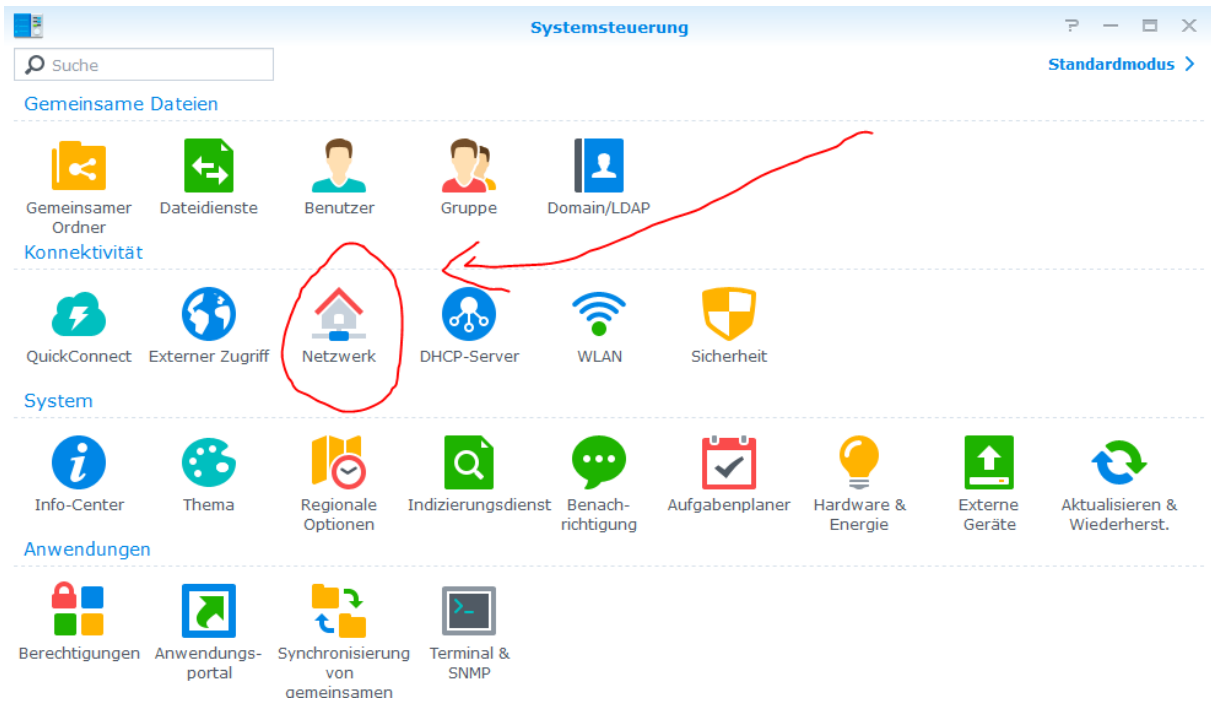 Systemsteuerung
Suche
Standardmodus
Gemeinsame Dateien
Gemeinsamer Ordner
Dateidienste
Benutzer
Gruppe
Domain/LDAP
Konnektivität
QuickConnect
Externer Zugriff
Netzwerk
DHCP-Server
WLAN
Sicherheit
System
Info-Center
Thema
Regionale
Optionen
Indizierungsdienst
Benach-
richtigung
Aufgabenplaner
Hardware &
Energie
Externe
Geräte
Aktualisieren &
Wiederherst.
Anwendungen
Berechtigungen
Anwendungs-
portal
Synchronisierung
von
gemeinsamen
Terminal &
SNMP